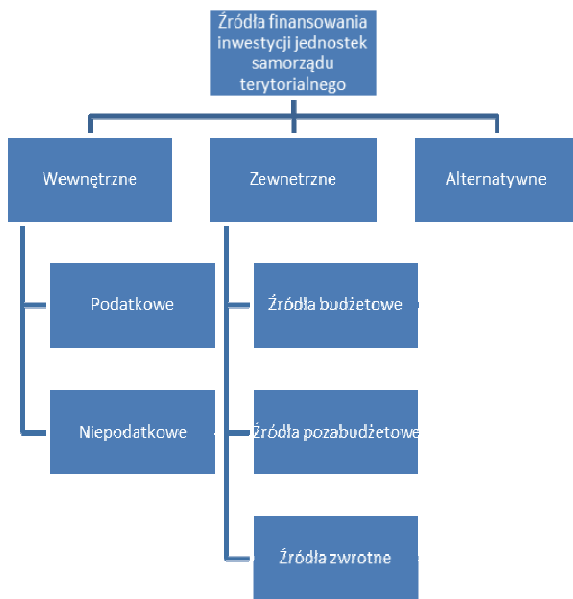 Źródła finansowania
inwestycji jednostek
samorządu
terytorialnego
Wewnętrzne
Zewnetrzne
Alternatywne
Podatkowe
Źródła budżetowe
Niepodatkowe
Źródła pozabudżetowe
Źródła zwrotne